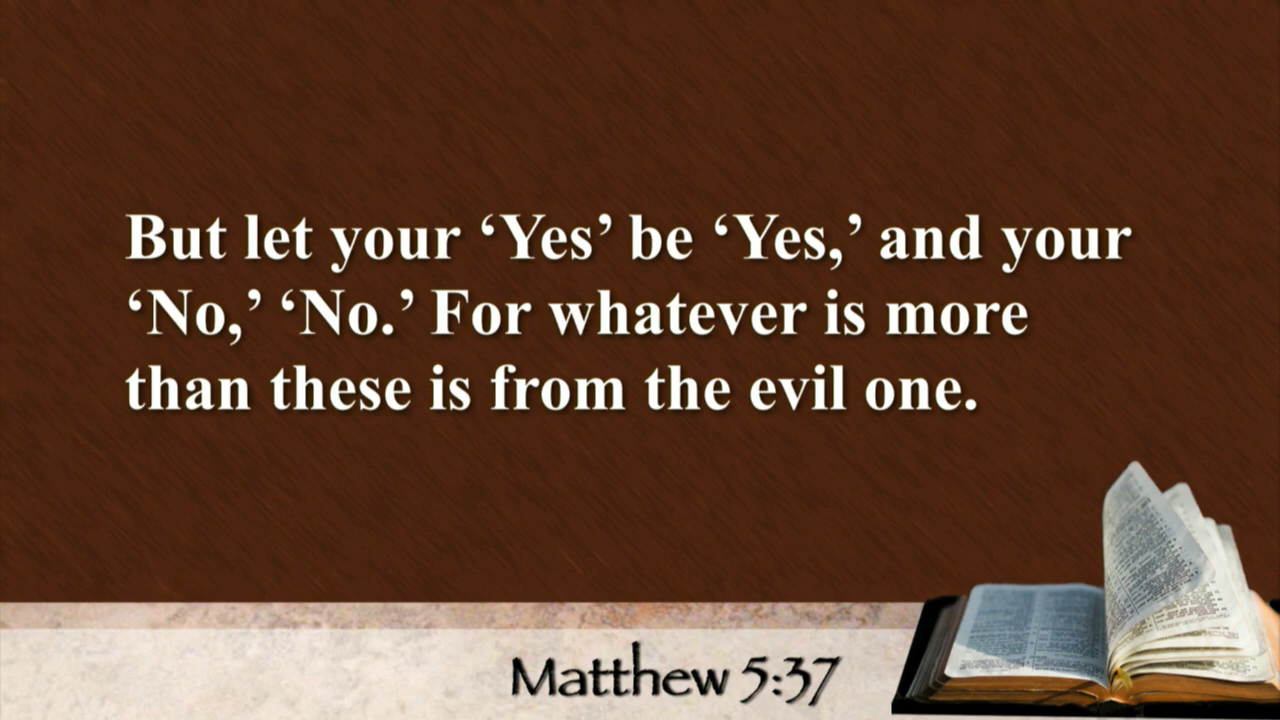 But let your ‘Yes’ be ‘Yes,’ and your
‘No,’ ‘No.’ For whatever is more
than these is from the evil one.
Matthew 5:37